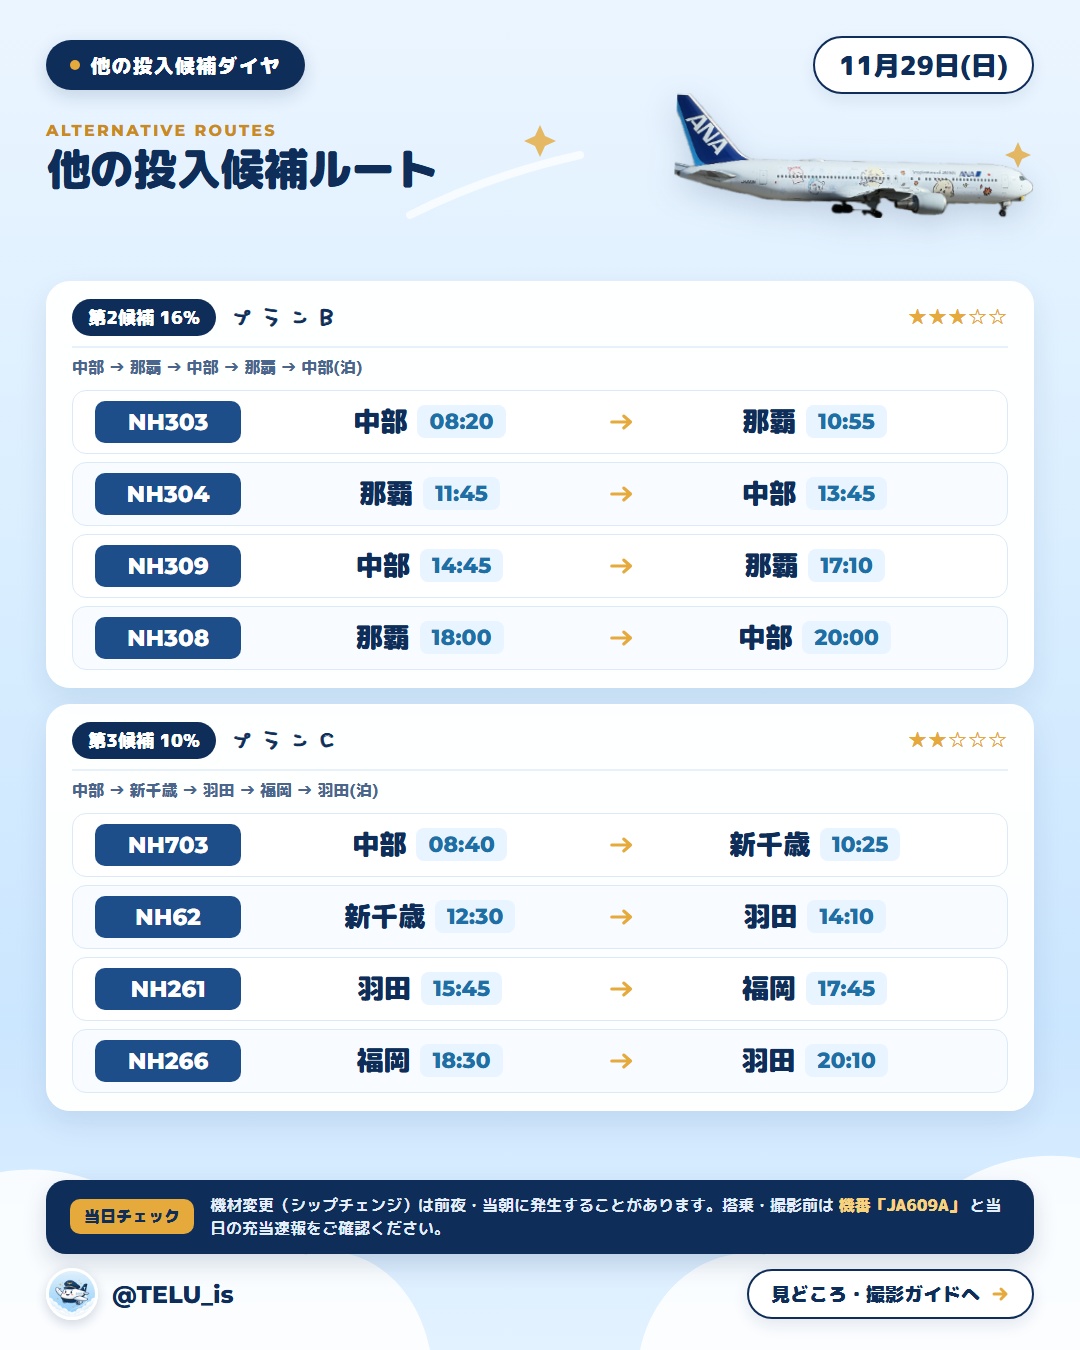 他の投入候補ダイヤ
11月29日(日)
ALTERNATIVE ROUTES
他の投入候補ルート
ANA
ANA
第2候補 16% プランB ★★★☆☆
中部 → 那覇 → 中部 → 那覇 → 中部(泊)
NH303 中部 08:20 → 那覇 10:55
NH304 那覇 11:45 → 中部 13:45
NH309 中部 14:45 → 那覇 17:10
NH308 那覇 18:00 → 中部 20:00
第3候補 10% プランC ★★☆☆☆
中部 → 新千歳 → 羽田 → 福岡 → 羽田(泊)
NH703 中部 08:40 → 新千歳 10:25
NH62 新千歳 12:30 → 羽田 14:10
NH261 羽田 15:45 → 福岡 17:45
NH266 福岡 18:30 → 羽田 20:10
当日チェック
機材変更（シップチェンジ）は前夜・当朝に発生することがあります。搭乗・撮影前は 機番「JA609A」 と当
日の充当速報をご確認ください。
@TELU_is
見どころ・撮影ガイドへ →